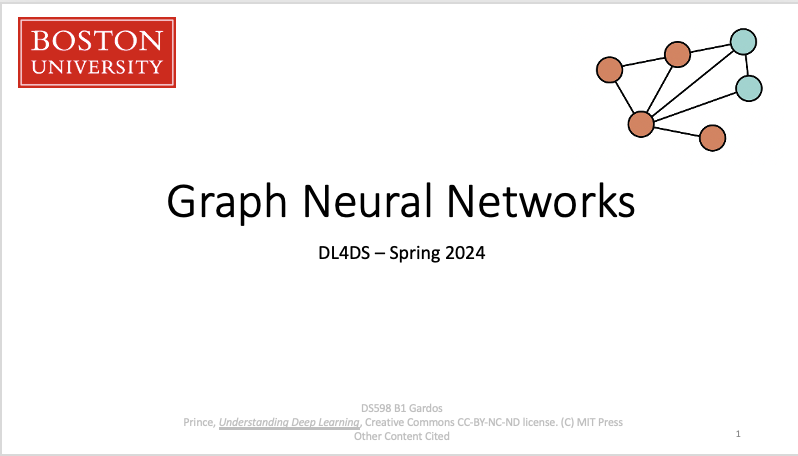 BOSTON
UNIVERSITY
Graph Neural Networks
DL4DS – Spring 2024
DS598 B1 Gardos
Prince, Understanding Deep Learning, Creative Commons CC-BY-NC-ND license. (C) MIT Press
Other Content Cited
1